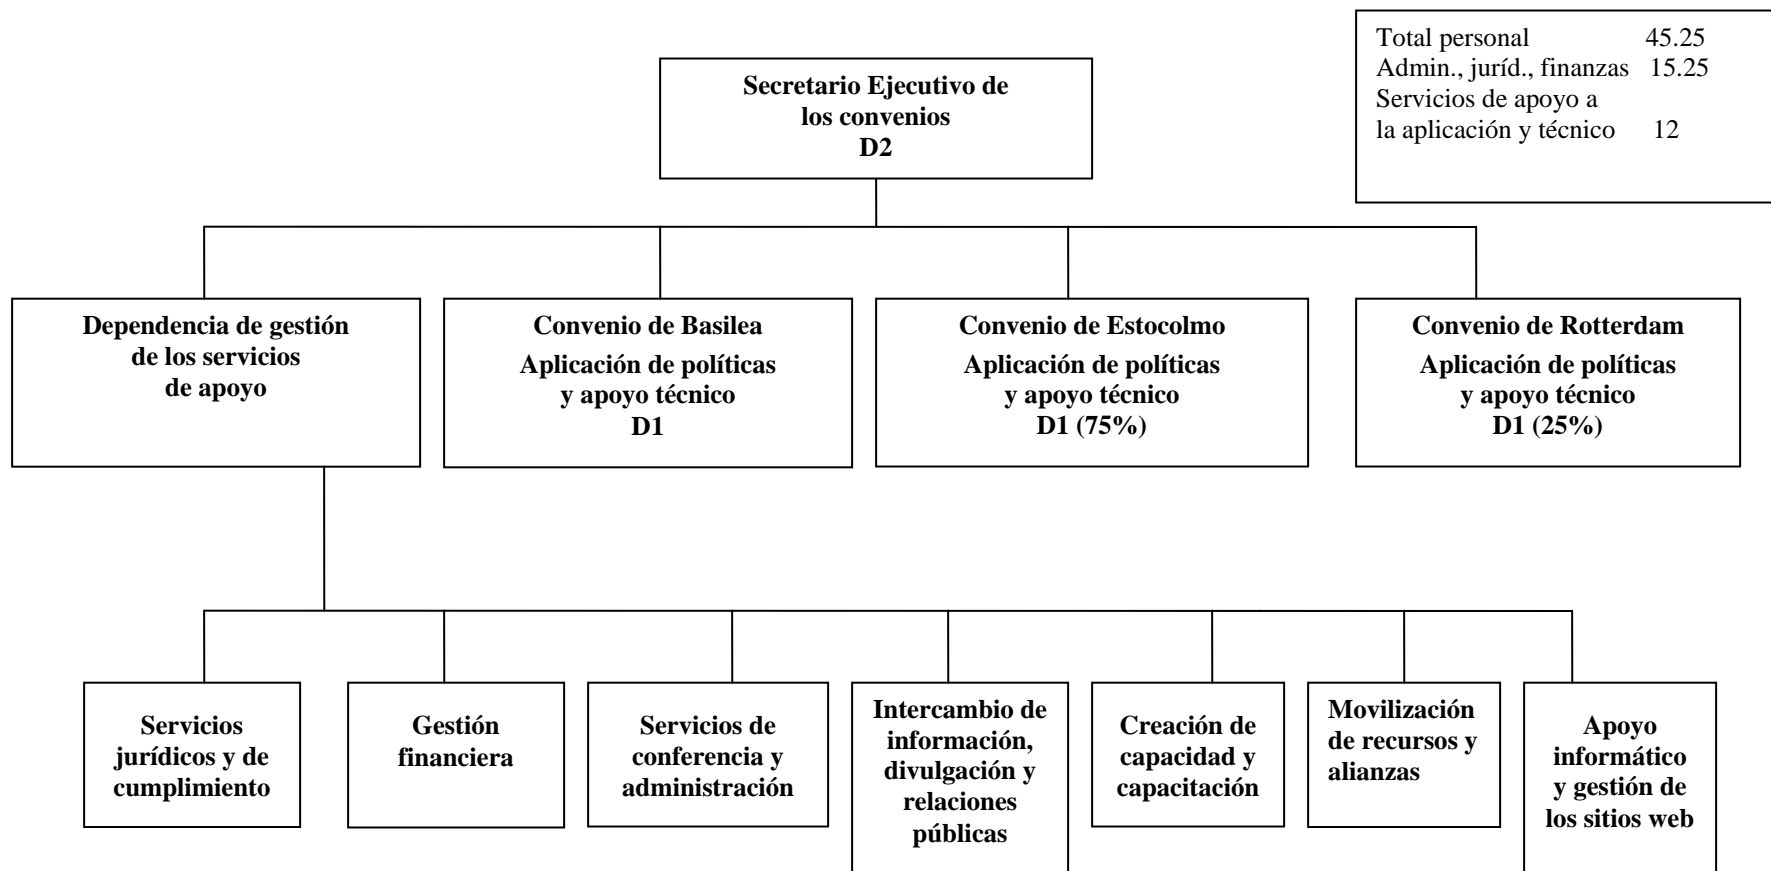 Total personal 45.25
Admin., juríd., finanzas 15.25
Servicios de apoyo a
la aplicación y técnico 12
Secretario Ejecutivo de
los convenios
D2
Dependencia de gestión
de los servicios
de apoyo
Convenio de Basilea
Aplicación de políticas
y apoyo técnico
D1
Convenio de Estocolmo
Aplicación de políticas
y apoyo técnico
D1 (75%)
Convenio de Rotterdam
Aplicación de políticas
y apoyo técnico
D1 (25%)
Servicios
jurídicos y de
cumplimiento
Gestión
financiera
Servicios de
conferencia y
administración
Intercambio de
información,
divulgación y
relaciones
públicas
Creación de
capacidad y
capacitación
Movilización
de recursos y
alianzas
Apoyo
informático
y gestión de
los sitios web